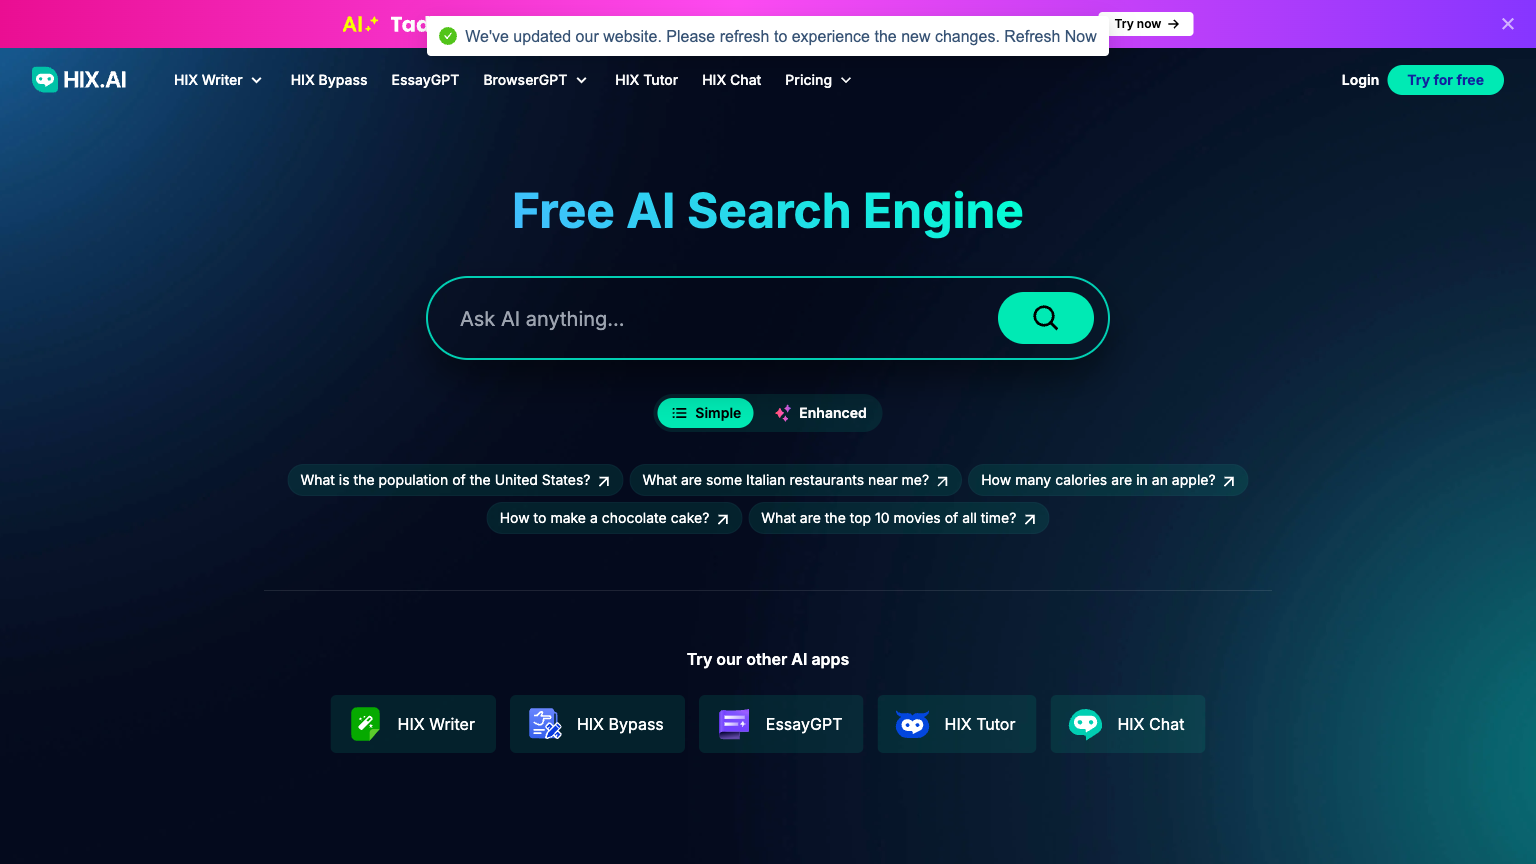 AI
We've updated our website. Please refresh to experience the new changes. Refresh Now
Try now
HIX.AI
HIX Writer
HIX Bypass
EssayGPT
BrowserGPT
HIX Tutor
HIX Chat
Pricing
Login
Try for free
Free AI Search Engine
Ask AI anything...
Simple
Enhanced
What is the population of the United States?
What are some Italian restaurants near me?
How many calories are in an apple?
How to make a chocolate cake?
What are the top 10 movies of all time?
Try our other AI apps
HIX Writer
HIX Bypass
EssayGPT
HIX Tutor
HIX Chat